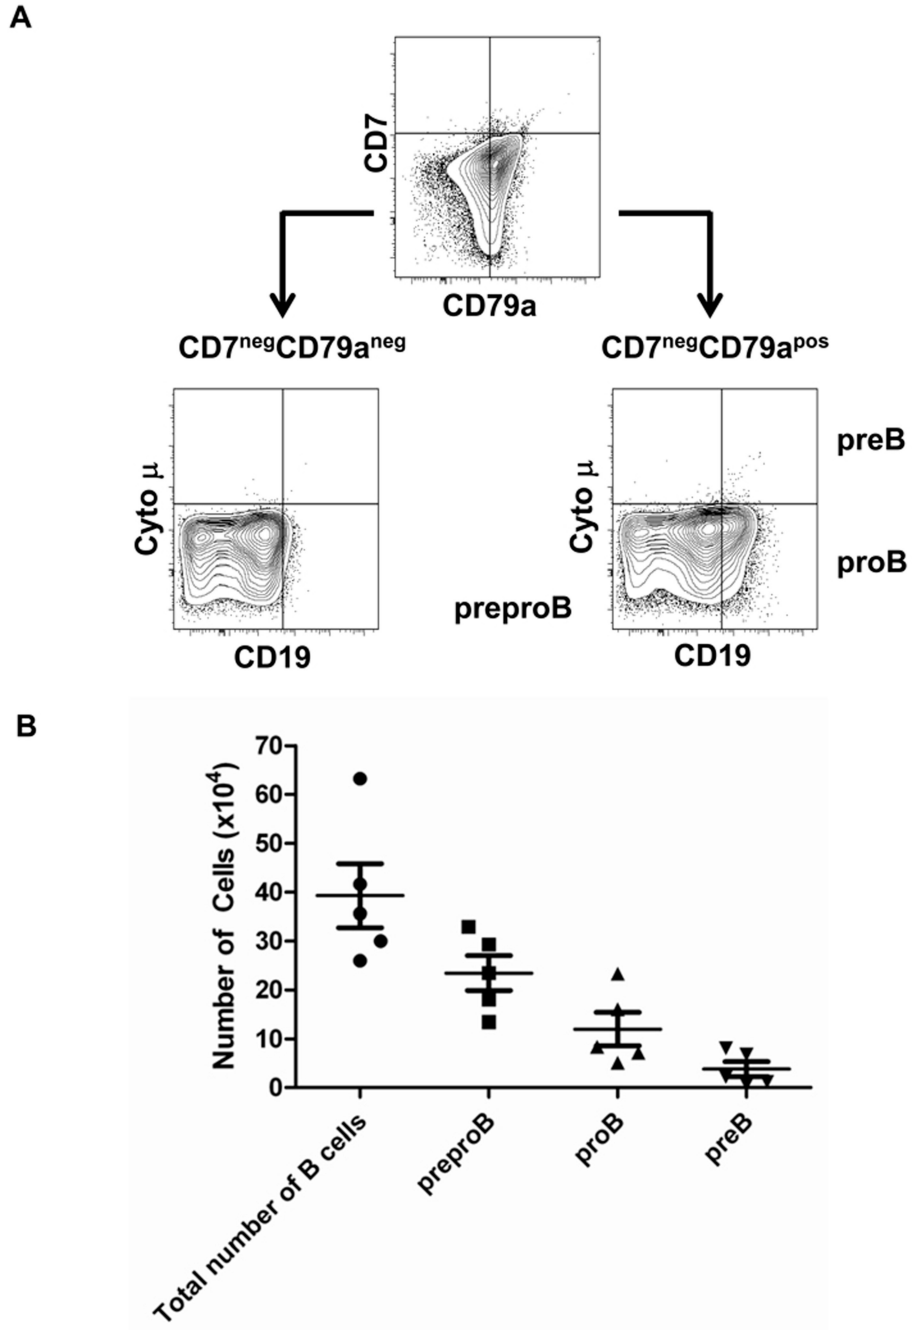 A
CD7
CD79a
CD7negCD79aneg
CD7negCD79apos
Cyto μ
CD19
preproB
Cyto μ
CD19
preB
proB
B
Number of Cells (x10⁴)
70
60
50
40
30
20
10
0
Total number of B cells
preproB
proB
preB